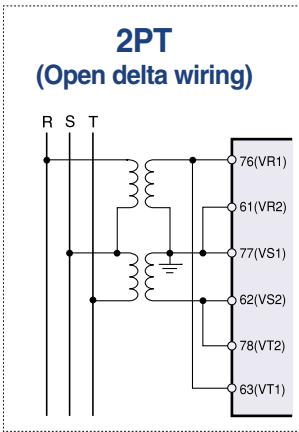 2PT
(Open delta wiring)
R S T
76(VR1)
61(VR2)
77(VS1)
62(VS2)
78(VT2)
63(VT1)